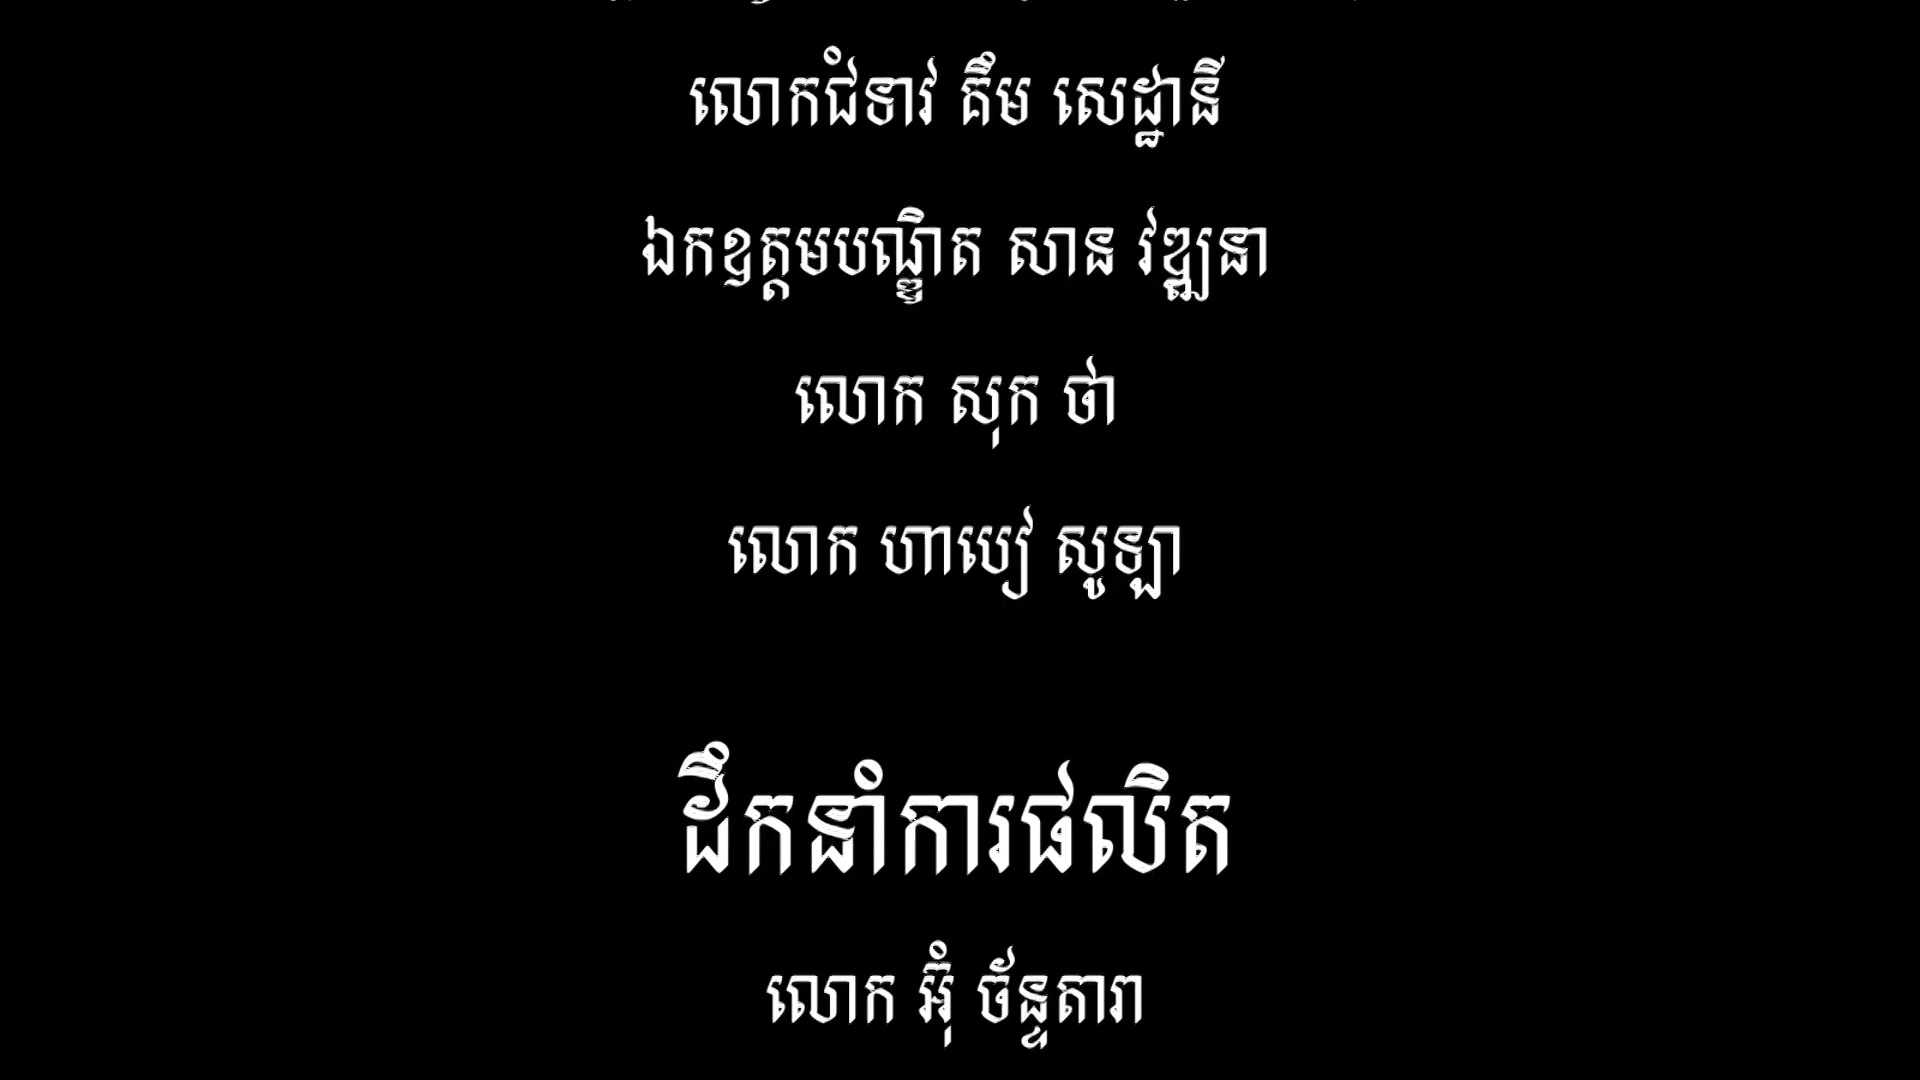 លោកជំទាវ គឹម សេដ្ឋានី
ឯកឧត្តមបណ្ឌិត សាន វឌ្ឍនា
លោក សុក ថា
លោក ហាប៊ៀ សូឡា
ដឹកនាំការផលិត
លោក អ៊ុំ ច័ន្ទតារា